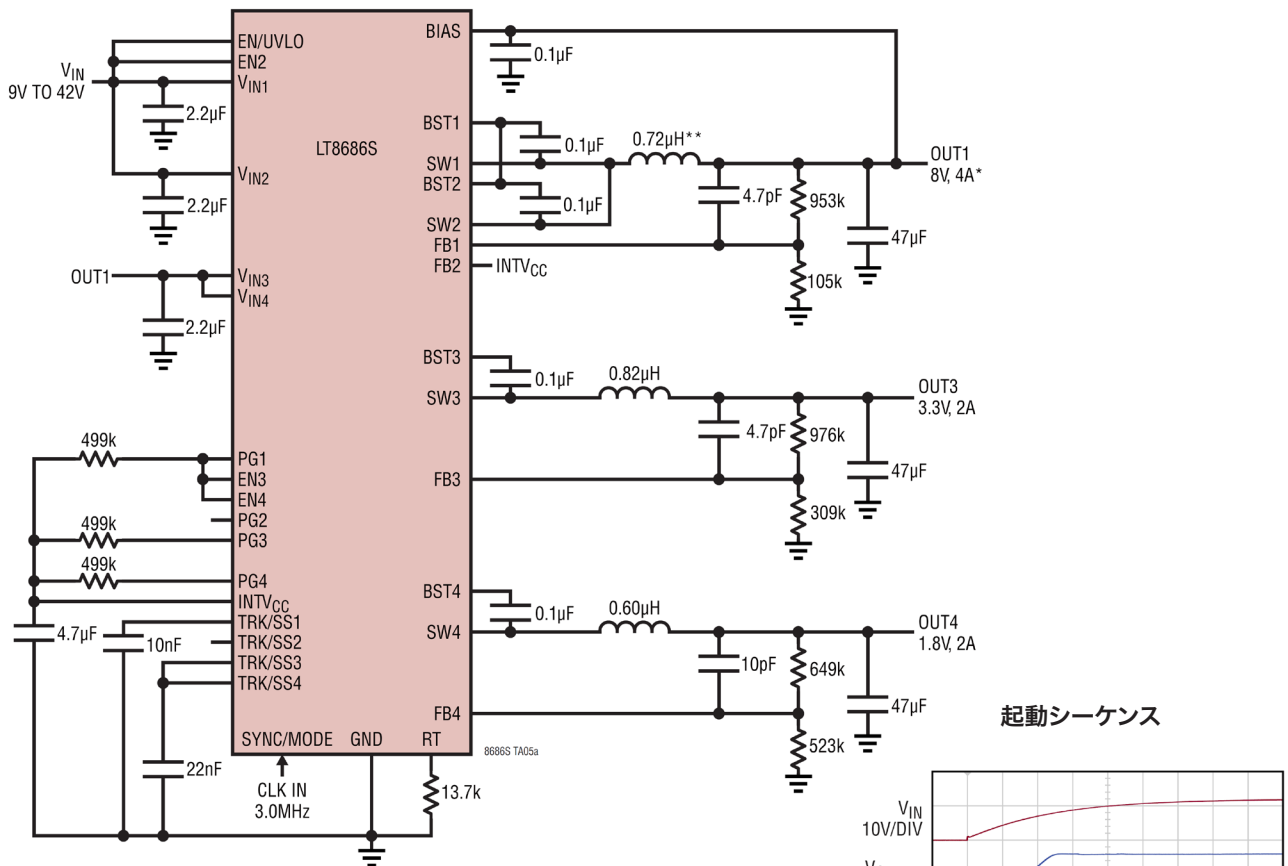 BIAS
0.1µF
EN/UVLO
EN2
VIN
9V TO 42V
VIN1
2.2µF
LT8686S
BST1
0.1µF
0.72µH**
SW1
BST2
OUT1
8V, 4A*
VIN2
2.2µF
0.1µF
4.7pF
953k
SW2
47µF
FB1
FB2
INTVCC
OUT1
VIN3
VIN4
105k
2.2µF
BST3
0.1µF
0.82µH
SW3
OUT3
3.3V, 2A
4.7pF
976k
499k
PG1
EN3
EN4
FB3
47µF
309k
PG2
499k
PG3
499k
PG4
INTVCC
BST4
0.1µF
0.60µH
4.7µF
10nF
TRK/SS1
TRK/SS2
TRK/SS3
TRK/SS4
SW4
OUT4
1.8V, 2A
10pF
649k
FB4
47µF
523k
起動シーケンス
SYNC/MODE
GND
RT
8686S TA05a
22nF
CLK IN
3.0MHz
13.7k
VIN
10V/DIV